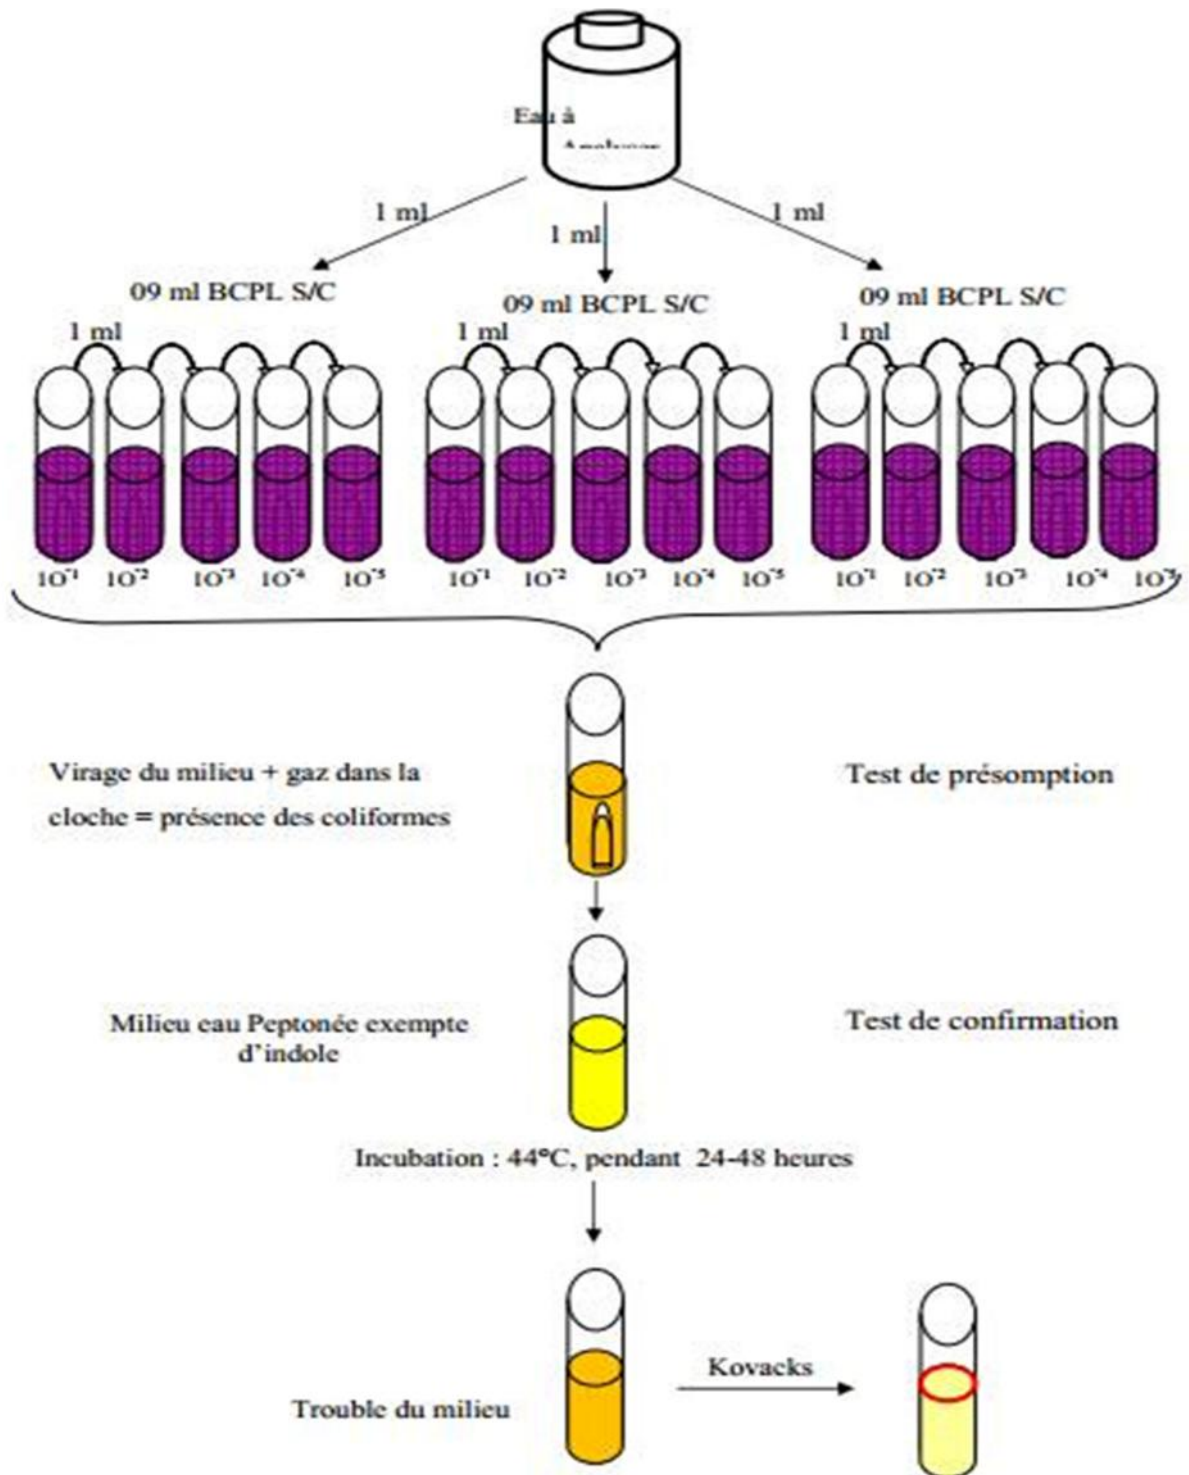 Eau à
1 ml
1 ml
1 ml
09 ml BCPL S/C
09 ml BCPL S/C
09 ml BCPL S/C
1 ml
1 ml
1 ml
10⁻¹ 10⁻² 10⁻³ 10⁻⁴ 10⁻⁵
10⁻¹ 10⁻² 10⁻³ 10⁻⁴ 10⁻⁵
10⁻¹ 10⁻² 10⁻³ 10⁻⁴ 10⁻⁵
Virage du milieu + gaz dans la
cloche = présence des coliformes
Test de présomption
Milieu eau Peptonée exempte
d'indole
Test de confirmation
Incubation : 44°C, pendant 24-48 heures
Trouble du milieu
Kovacks